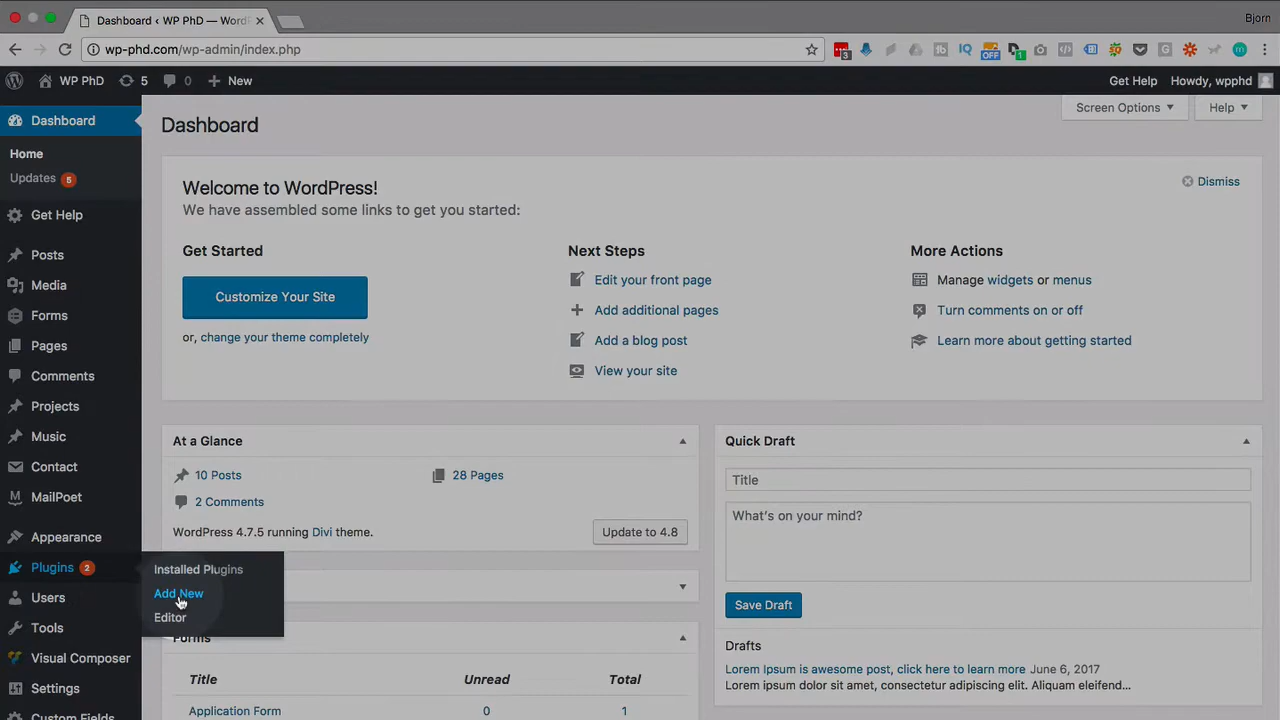 Dashboard ‹ WP PhD — Word
Bjorn
wp-phd.com/wp-admin/index.php
3
OFF
1
WP PhD
5
0
New
Get Help
Howdy, wpphd
Dashboard
Home
Updates 5
Get Help
Posts
Media
Forms
Pages
Comments
Projects
Music
Contact
MailPoet
Appearance
Plugins 2
Users
Tools
Visual Composer
Settings
Custom Fields
Installed Plugins
Add New
Editor
Dashboard
Screen Options
Help
Welcome to WordPress!
We have assembled some links to get you started:
Dismiss
Get Started
Customize Your Site
or, change your theme completely
Next Steps
Edit your front page
Add additional pages
Add a blog post
View your site
More Actions
Manage widgets or menus
Turn comments on or off
Learn more about getting started
At a Glance
10 Posts
28 Pages
2 Comments
WordPress 4.7.5 running Divi theme.
Update to 4.8
Forms
Title Unread Total
Application Form 0 1
Quick Draft
Title
What's on your mind?
Save Draft
Drafts
Lorem Ipsum is awesome post, click here to learn more June 6, 2017
Lorem ipsum dolor sit amet, consectetur adipiscing elit. Aliquam eleifend...